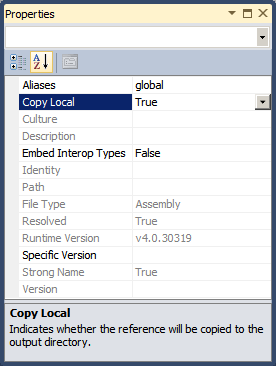 Properties
Aliases global
Copy Local True
Culture
Description
Embed Interop Types False
Identity
Path
File Type Assembly
Resolved True
Runtime Version v4.0.30319
Specific Version
Strong Name True
Version
Copy Local
Indicates whether the reference will be copied to the
output directory.